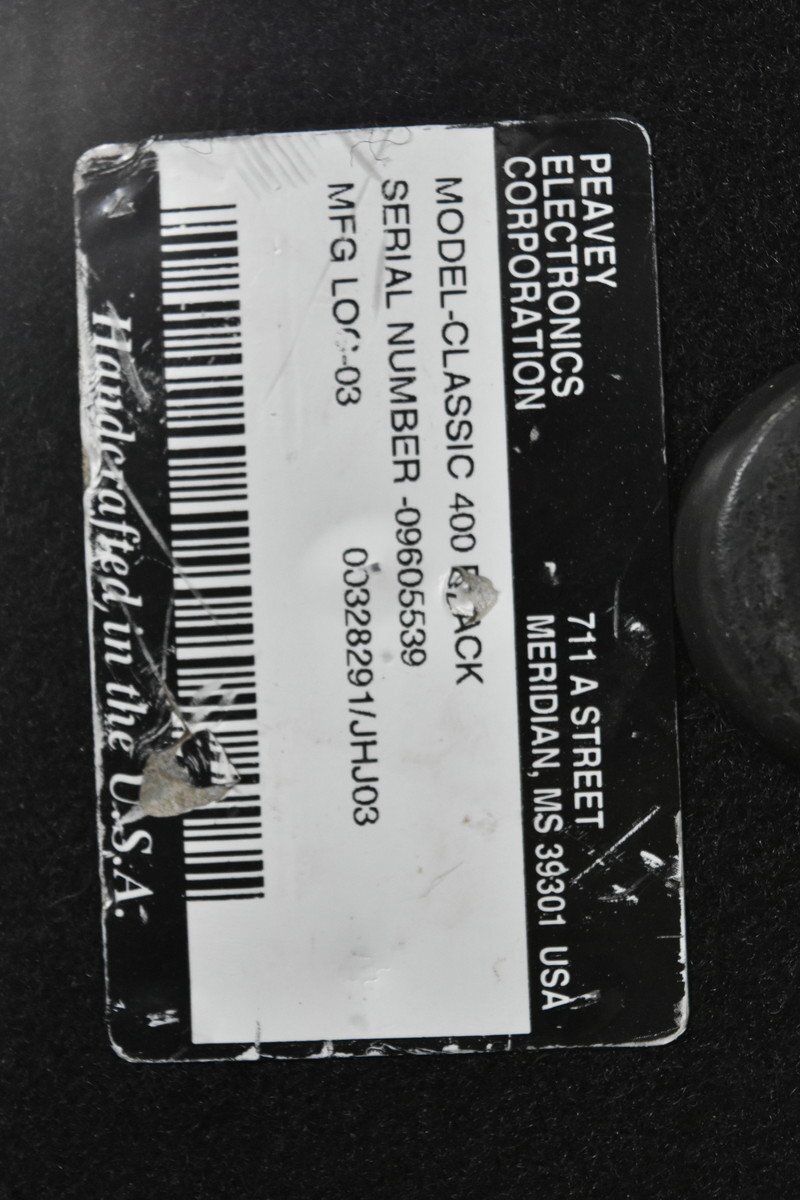 PEAVEY
ELECTRONICS
CORPORATION
711 A STREET
MERIDIAN, MS 39301 USA
MODEL-CLASSIC 400 BLACK
SERIAL NUMBER -09605539
MFG LOC-03 00328291/JHJ03
Handcrafted in the U.S.A.